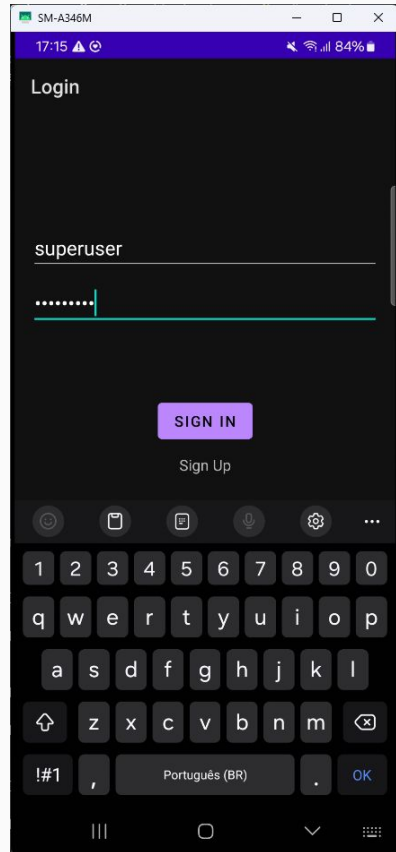 SM-A346M
17:15 84%
Login
superuser
•••••••••
SIGN IN
Sign Up
1 2 3 4 5 6 7 8 9 0
q w e r t y u i o p
a s d f g h j k l
z x c v b n m
!#1 , Português (BR) . OK